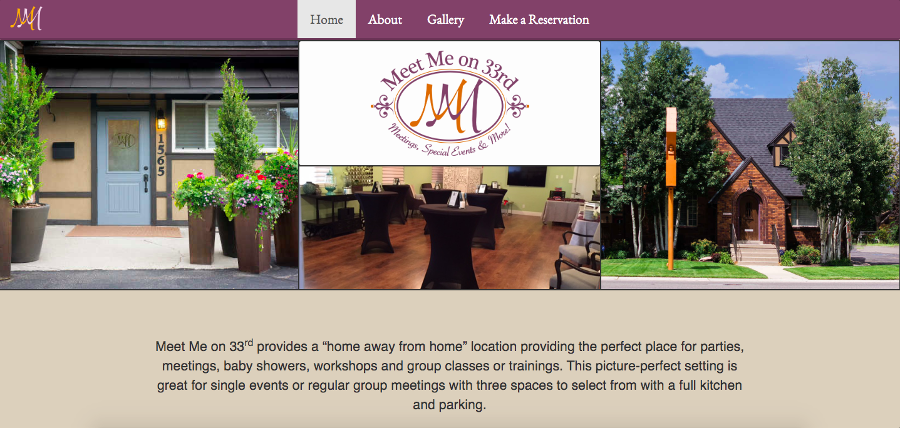 MM
Home About Gallery Make a Reservation
1565
Meet Me on 33rd
MM
Meetings, Special Events & More!
Meet Me on 33rd provides a “home away from home” location providing the perfect place for parties,
meetings, baby showers, workshops and group classes or trainings. This picture-perfect setting is
great for single events or regular group meetings with three spaces to select from with a full kitchen
and parking.